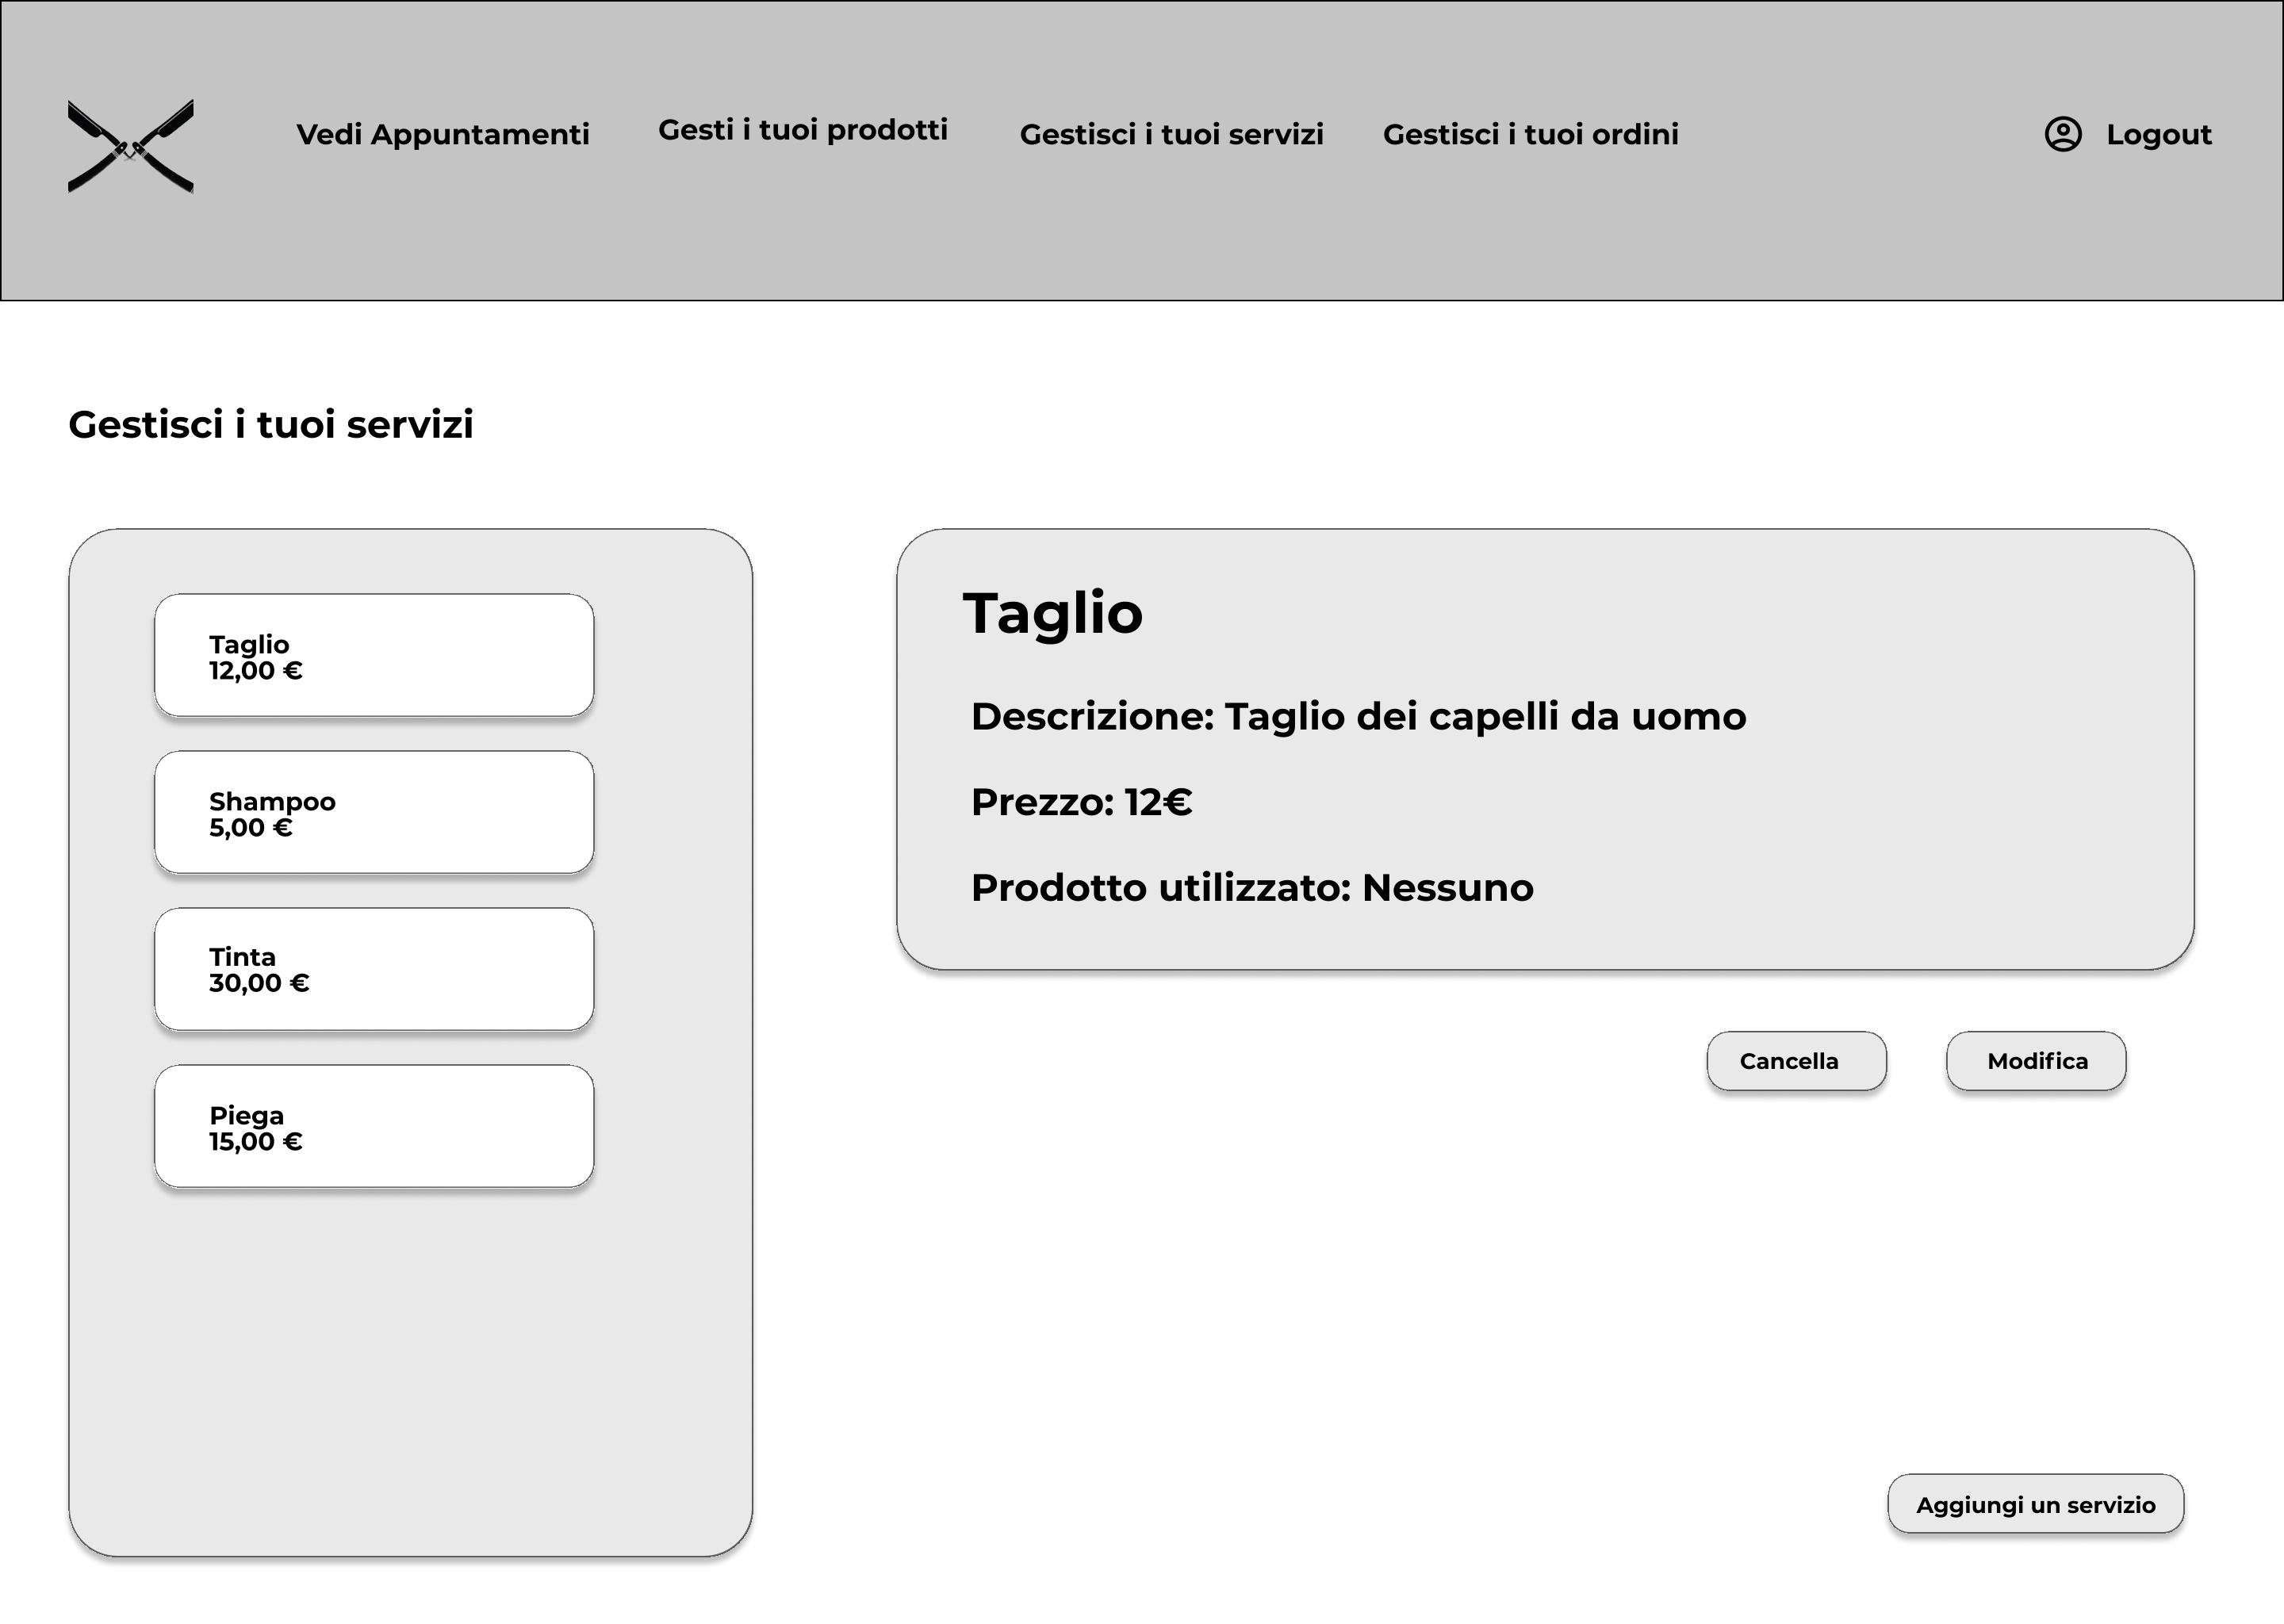 Vedi Appuntamenti
Gesti i tuoi prodotti
Gestisci i tuoi servizi
Gestisci i tuoi ordini
Logout
Gestisci i tuoi servizi
Taglio
12,00 €
Shampoo
5,00 €
Tinta
30,00 €
Piega
15,00 €
Taglio
Descrizione: Taglio dei capelli da uomo
Prezzo: 12€
Prodotto utilizzato: Nessuno
Cancella
Modifica
Aggiungi un servizio